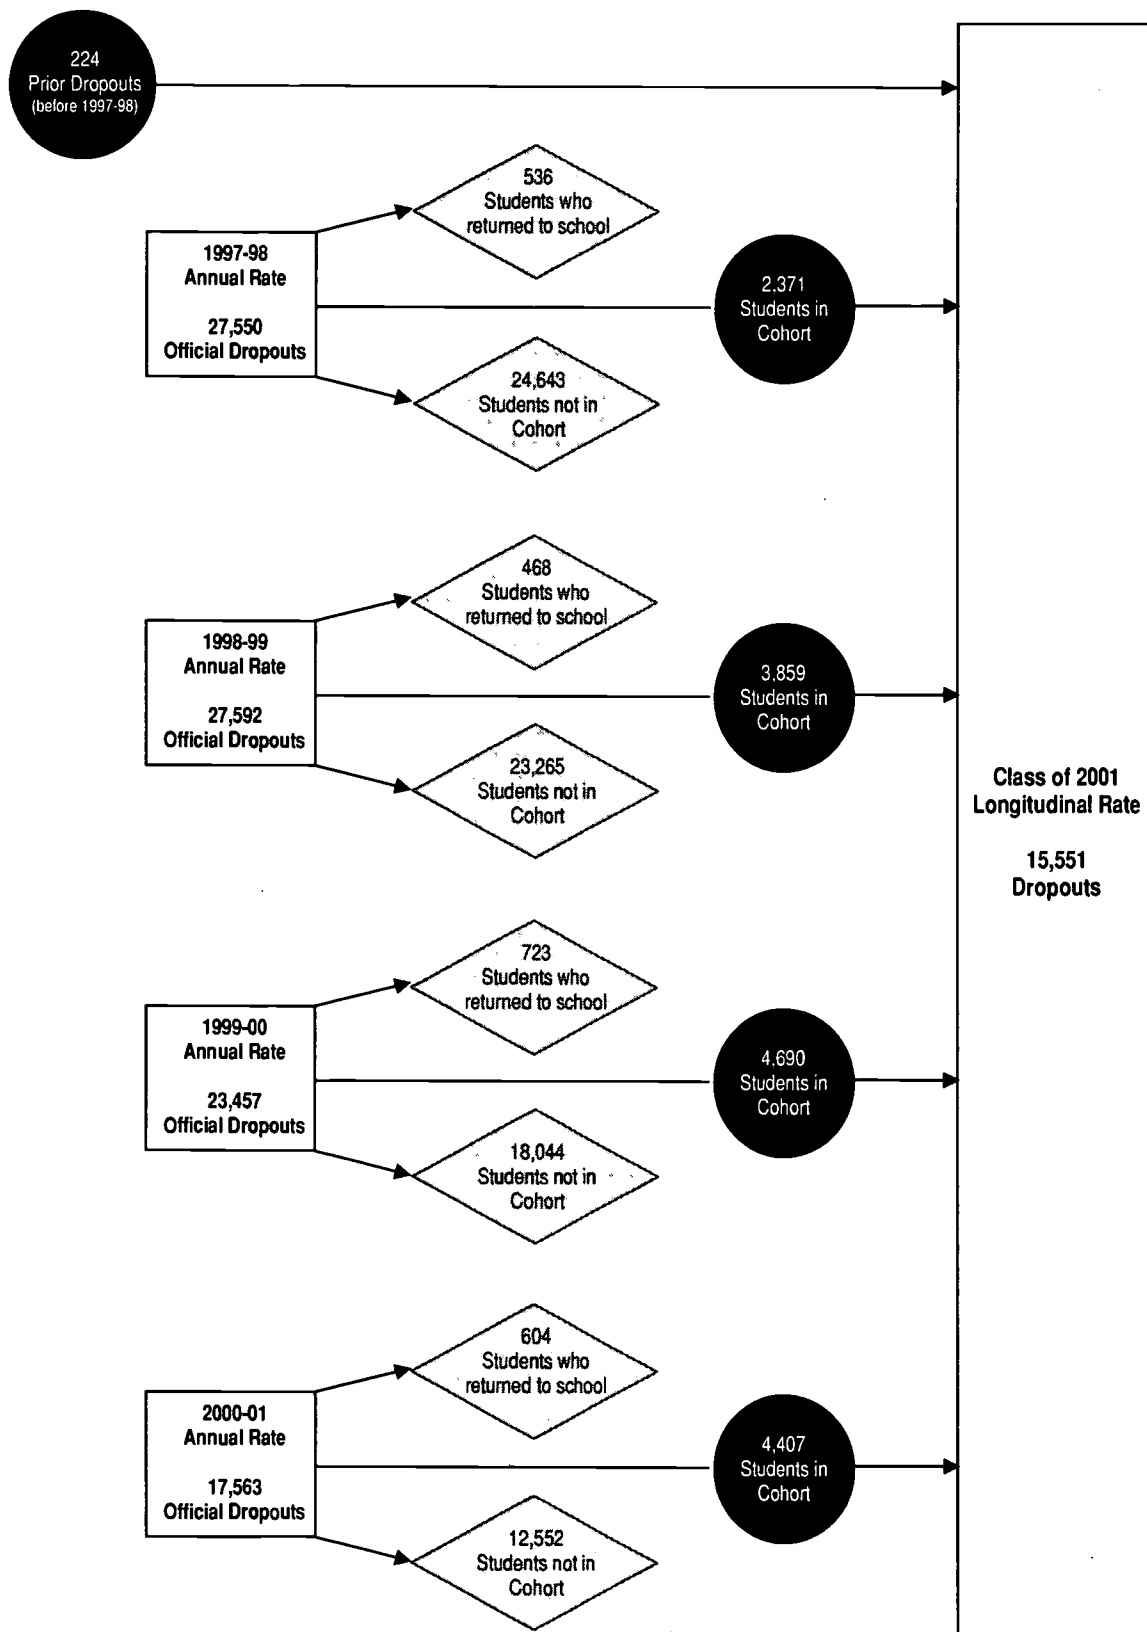 224
Prior Dropouts
(before 1997-98)
536
Students who
returned to school
1997-98
Annual Rate
27,550
Official Dropouts
2,371
Students in
Cohort
24,643
Students not in
Cohort
468
Students who
returned to school
1998-99
Annual Rate
27,592
Official Dropouts
3,859
Students in
Cohort
23,265
Students not in
Cohort
Class of 2001
Longitudinal Rate
15,551
Dropouts
723
Students who
returned to school
1999-00
Annual Rate
23,457
Official Dropouts
4,690
Students in
Cohort
18,044
Students not in
Cohort
604
Students who
returned to school
2000-01
Annual Rate
17,563
Official Dropouts
4,407
Students in
Cohort
12,552
Students not in
Cohort